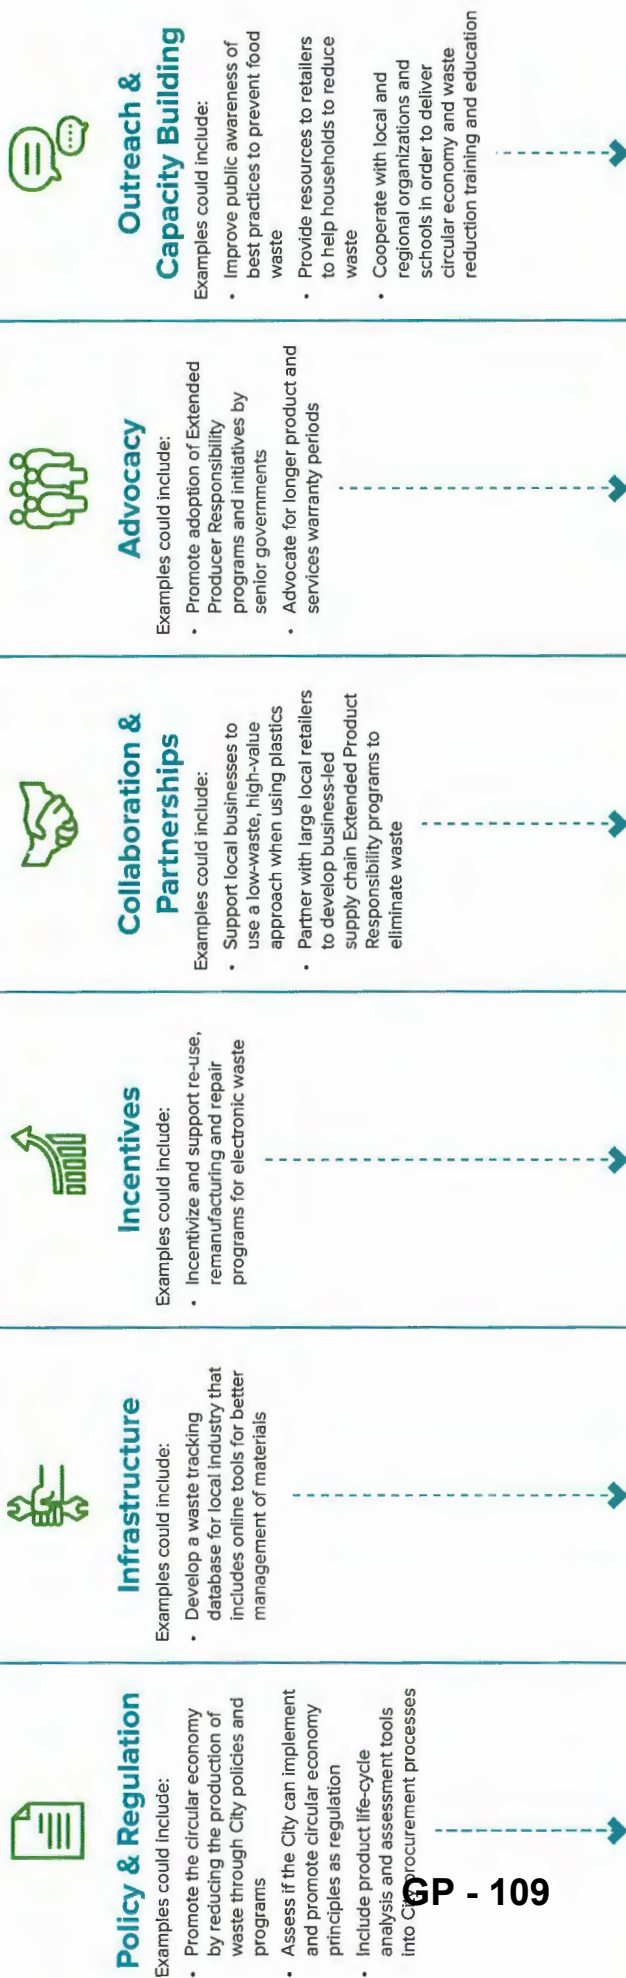 Policy & Regulation
Examples could include:
• Promote the circular economy
by reducing the production of
waste through City policies and
programs
• Assess if the City can implement
and promote circular economy
principles as regulation
• Include product life-cycle
analysis and assessment tools
into City procurement processes
Infrastructure
Examples could include:
• Develop a waste tracking
database for local industry that
includes online tools for better
management of materials
Incentives
Examples could include:
• Incentivize and support re-use,
remanufacturing and repair
programs for electronic waste
Collaboration &
Partnerships
Examples could include:
• Support local businesses to
use a low-waste, high-value
approach when using plastics
• Partner with large local retailers
to develop business-led
supply chain Extended Product
Responsibility programs to
eliminate waste
Advocacy
Examples could include:
• Promote adoption of Extended
Producer Responsibility
programs and initiatives by
senior governments
• Advocate for longer product and
services warranty periods
Outreach &
Capacity Building
Examples could include:
• Improve public awareness of
best practices to prevent food
waste
• Provide resources to retailers
to help households to reduce
waste
• Cooperate with local and
regional organizations and
schools in order to deliver
circular economy and waste
reduction training and education
GP - 109